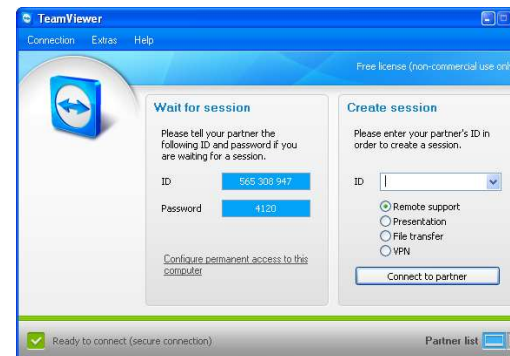 TeamViewer
Connection Extras Help
Free license (non-commercial use only
Wait for session
Please tell your partner the
following ID and password if you
are waiting for a session.
ID 565 308 947
Password 4120
Configure permanent access to this
computer
Create session
Please enter your partner's ID in
order to create a session.
ID
Remote support
Presentation
File transfer
VPN
Connect to partner
Ready to connect (secure connection)
Partner list